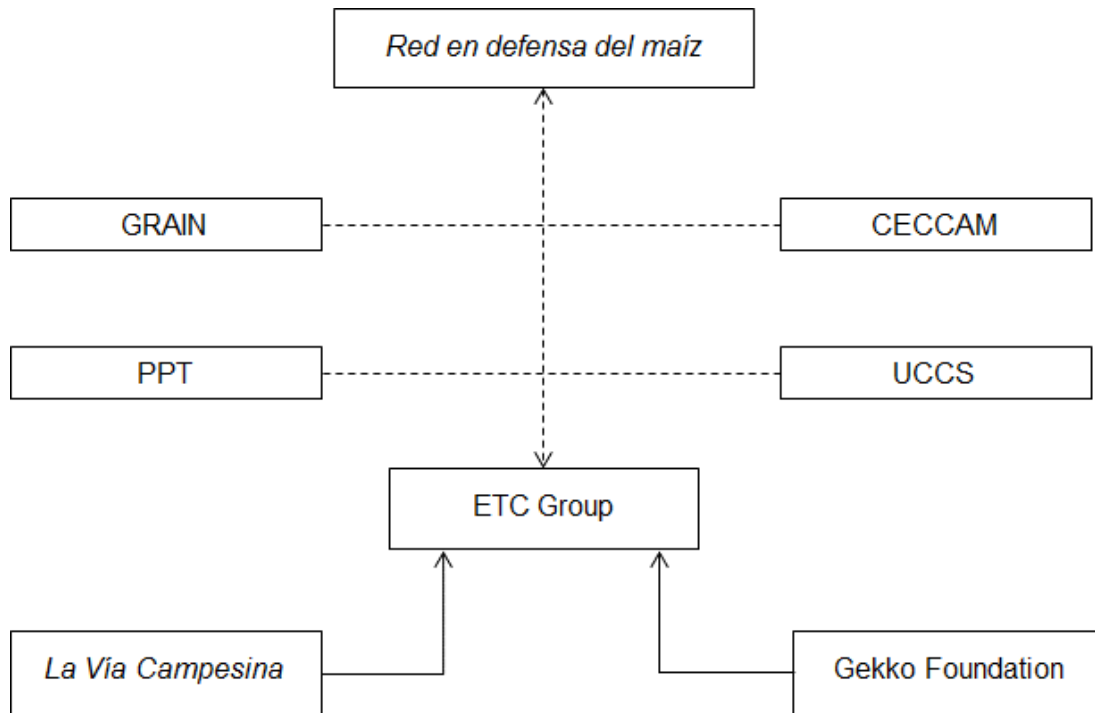 Red en defensa del maíz
GRAIN
CECCAM
PPT
UCCS
ETC Group
La Vía Campesina
Gekko Foundation